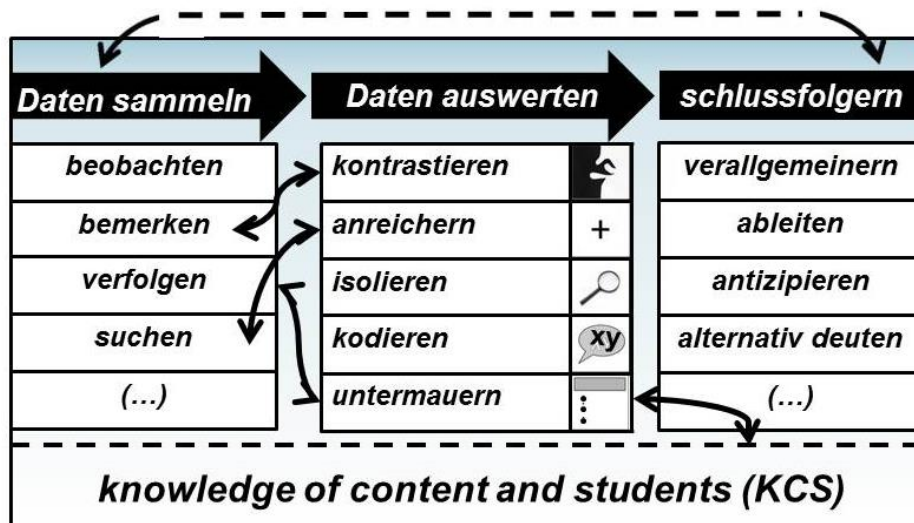 Daten sammeln
Daten auswerten
schlussfolgern
beobachten
bemerken
verfolgen
suchen
(…)
kontrastieren
anreichern
+
isolieren
kodieren
xy
untermauern
verallgemeinern
ableiten
antizipieren
alternativ deuten
(…)
knowledge of content and students (KCS)